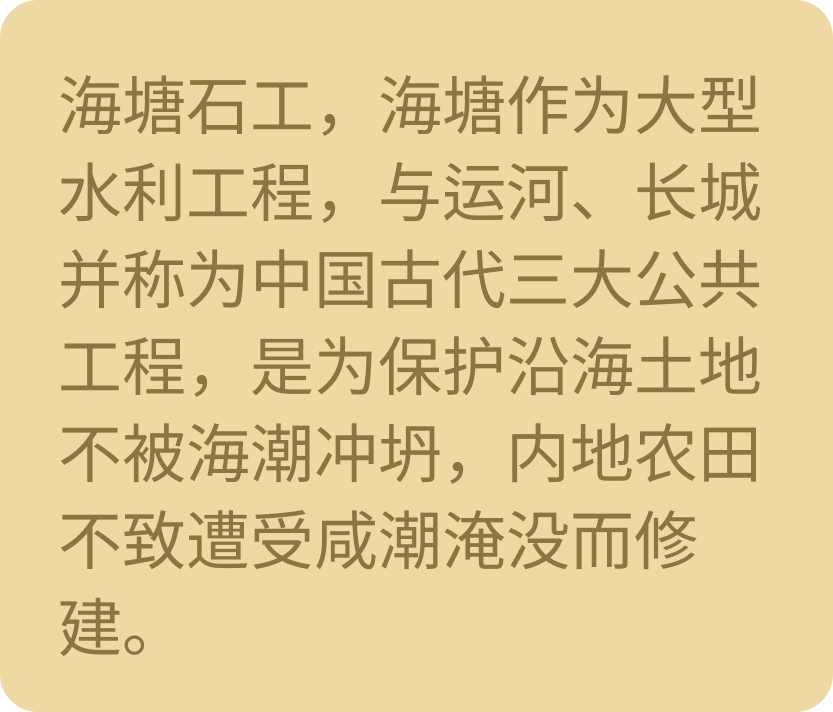 海塘石工，海塘作为大型
水利工程，与运河、长城
并称为中国古代三大公共
工程，是为保护沿海土地
不被海潮冲坍，内地农田
不致遭受咸潮淹没而修
建。